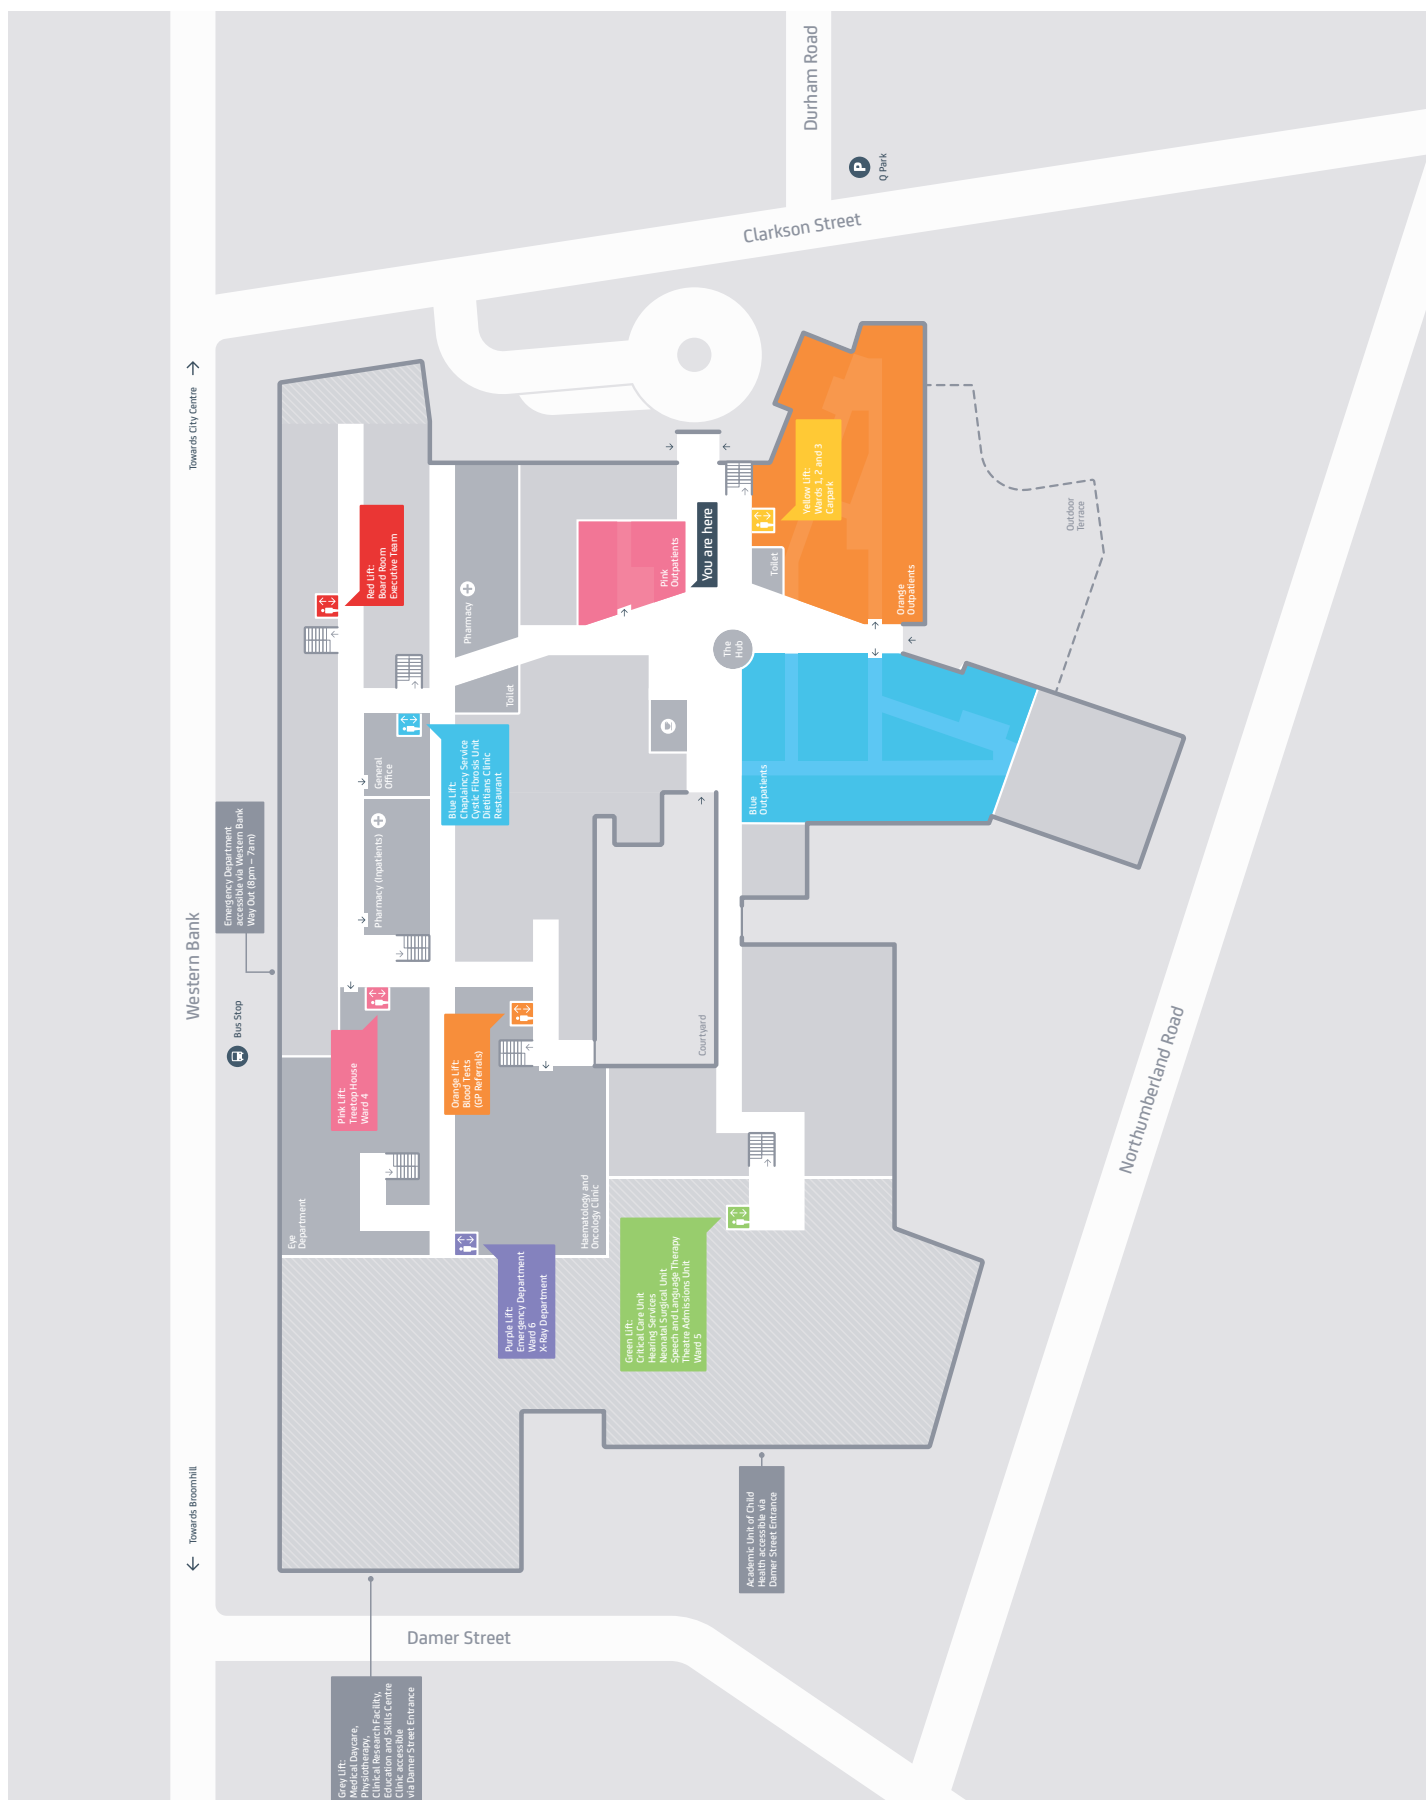 Durham Road
P
Q Park
Clarkson Street
Towards City Centre
Red Lift:
Board Room
Executive Team
Yellow Lift:
Wards 1, 2 and 3
Carpark
You are here
Pink
Outpatients
Toilet
Orange
Outpatients
Outdoor
Terrace
Pharmacy
The
Hub
Toilet
General
Office
Blue Lift:
Chaplaincy Service
Cystic Fibrosis Unit
Dietitians Clinic
Restaurant
Blue
Outpatients
Emergency Department
accessible via Western Bank
Way Out (8pm – 7am)
Pharmacy (Inpatients)
Western Bank
Bus Stop
Pink Lift:
Treetop House
Ward 4
Orange Lift:
Blood Tests
(GP Referrals)
Courtyard
Northumberland Road
Eye
Department
Haematology and
Oncology Clinic
Purple Lift:
Emergency Department
Ward 6
X-Ray Department
Green Lift:
Critical Care Unit
Hearing Services
Neonatal Surgical Unit
Speech and Language Therapy
Theatre Admissions Unit
Ward 5
Towards Broomhill
Academic Unit of Child
Health accessible via
Damer Street Entrance
Damer Street
Grey Lift:
Medical Daycare,
Physiotherapy,
Clinical Research Facility,
Education and Skills Centre
Clinic accessible
via Damer Street Entrance